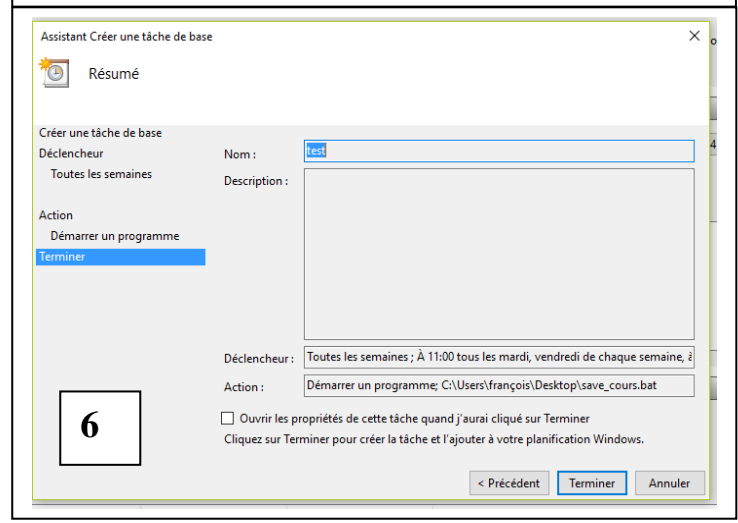 Assistant Créer une tâche de base
Résumé
Créer une tâche de base
Déclencheur
Toutes les semaines
Action
Démarrer un programme
Terminer
Nom :
test
Description :
Déclencheur :
Toutes les semaines ; À 11:00 tous les mardi, vendredi de chaque semaine, à
Action :
Démarrer un programme; C:\Users\françois\Desktop\save_cours.bat
Ouvrir les propriétés de cette tâche quand j'aurai cliqué sur Terminer
Cliquez sur Terminer pour créer la tâche et l'ajouter à votre planification Windows.
6
< Précédent
Terminer
Annuler
o
4